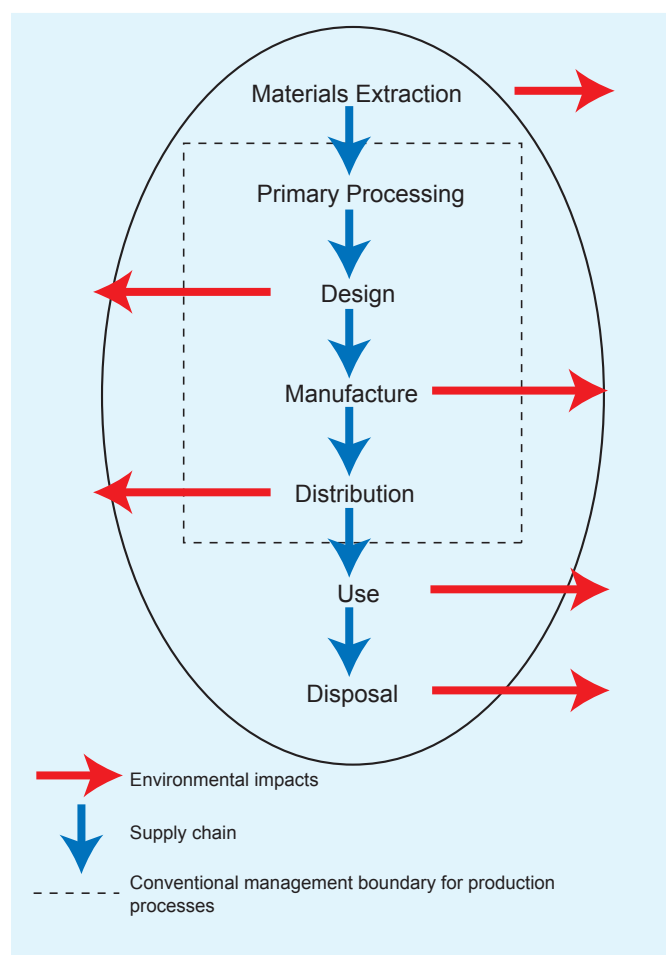 Materials Extraction
Primary Processing
Design
Manufacture
Distribution
Use
Disposal
Environmental impacts
Supply chain
Conventional management boundary for production
processes